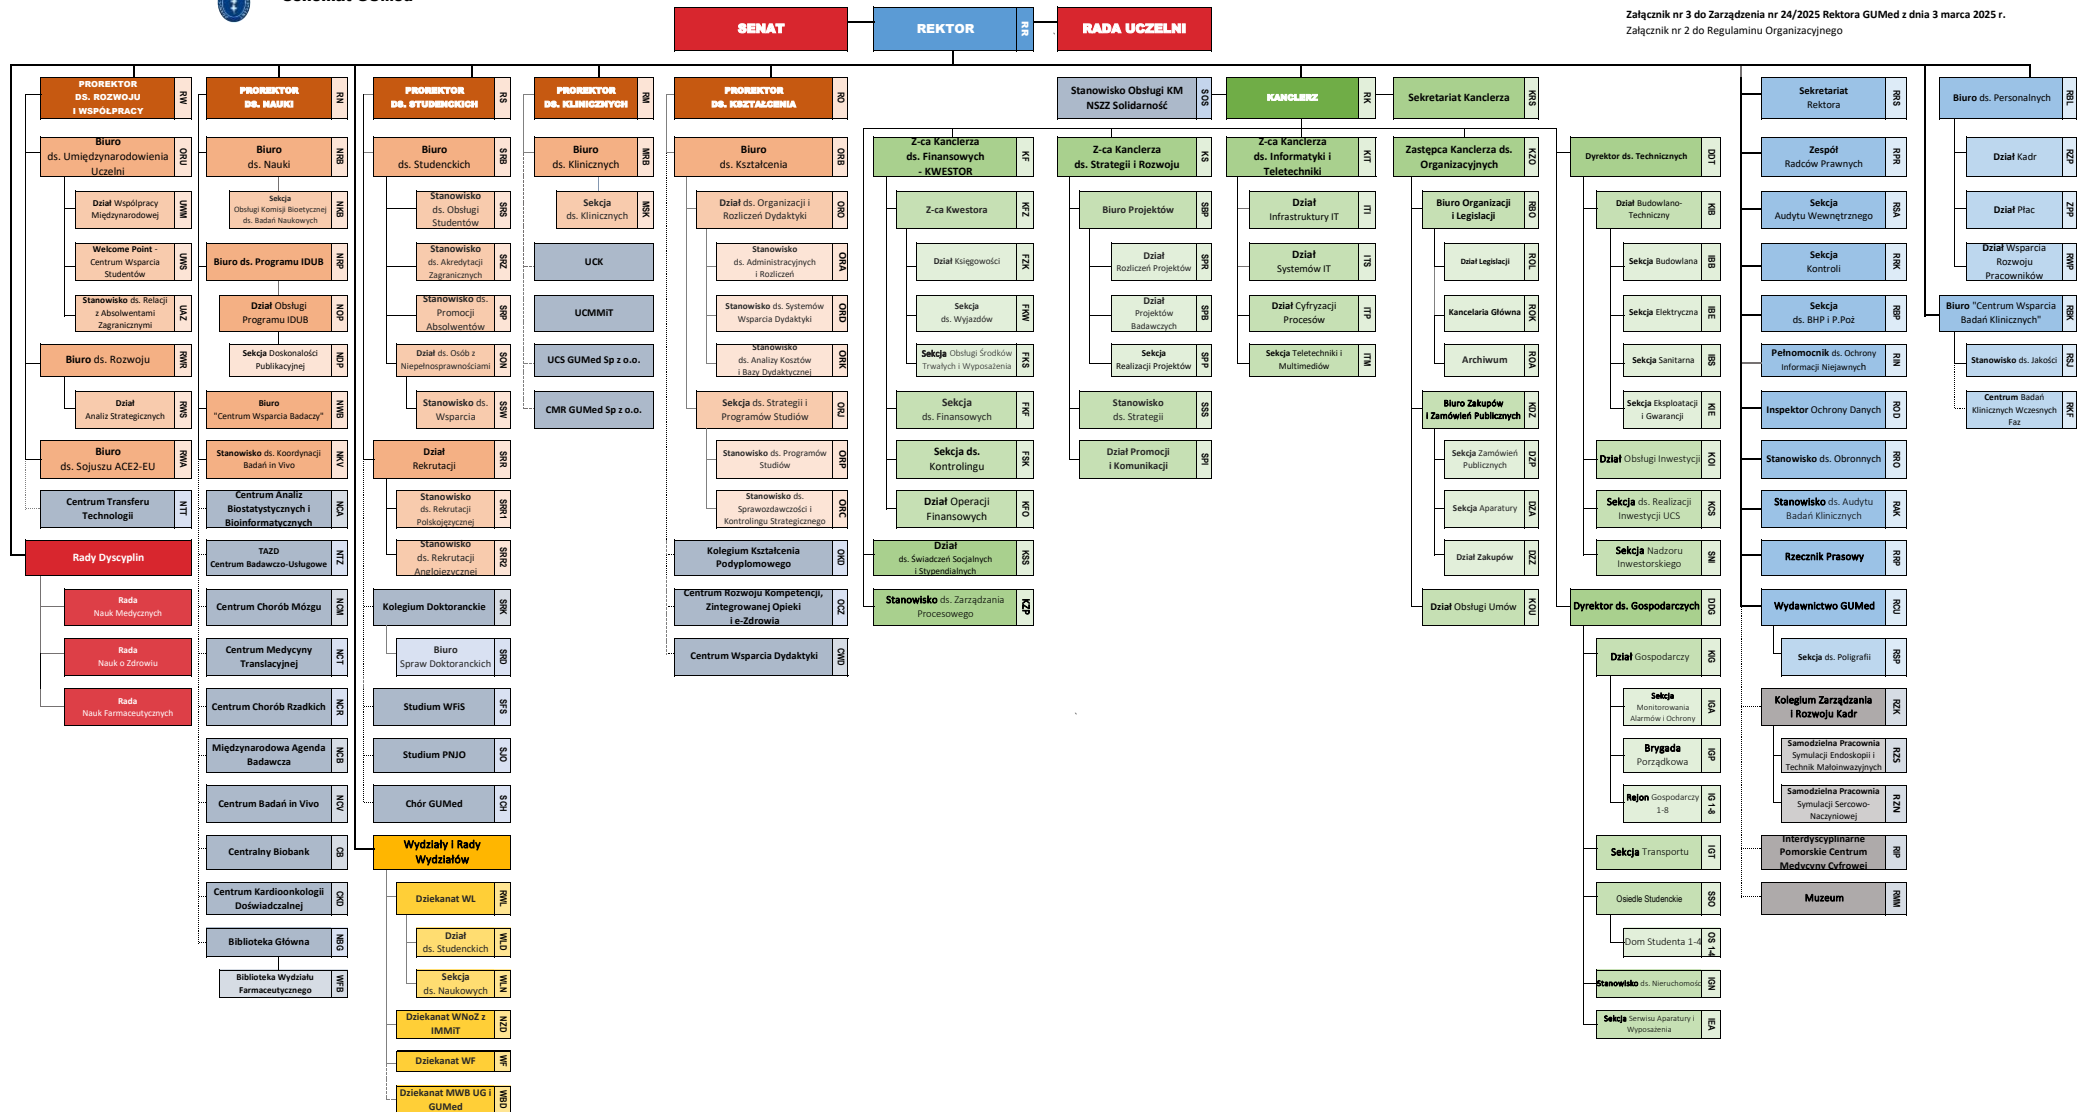 Załącznik nr 3 do Zarządzenia nr 24/2025 Rektora GUMed z dnia 3 marca 2025 r.
Załącznik nr 2 do Regulaminu Organizacyjnego
SENAT
REKTOR
RR
RADA UCZELNI
PROREKTOR
DS. ROZWOJU
I WSPÓŁPRACY
RW
Biuro
ds. Umiędzynarodowienia
Uczelni
ORU
Dział Współpracy
Międzynarodowej
UWM
Welcome Point -
Centrum Wsparcia
Studentów
UWS
Stanowisko ds. Relacji
z Absolwentami
Zagranicznymi
UAZ
Biuro ds. Rozwoju
RWR
Dział
Analiz Strategicznych
RWS
Biuro
ds. Sojuszu ACE2-EU
RWA
Centrum Transferu
Technologii
NTT
Rady Dyscyplin
Rada
Nauk Medycznych
Rada
Nauk o Zdrowiu
Rada
Nauk Farmaceutycznych
PROREKTOR
DS. NAUKI
RN
Biuro
ds. Nauki
NRB
Sekcja
Obsługi Komisji Bioetycznej
ds. Badań Naukowych
NKB
Biuro ds. Programu IDUB
NRP
Dział Obsługi
Programu IDUB
NOP
Sekcja Doskonalości
Publikacyjnej
NDP
Biuro
"Centrum Wsparcia Badaczy"
NWB
Stanowisko ds. Koordynacji
Badań in Vivo
NKV
Centrum Analiz
Biostatystycznych i
Bioinformatycznych
NCA
TAZD
Centrum Badawczo-Usługowe
NTZ
Centrum Chorób Mózgu
NCM
Centrum Medycyny
Translacyjnej
NCT
Centrum Chorób Rzadkich
NCR
Międzynarodowa Agenda
Badawcza
NCB
Centrum Badań in Vivo
NCV
Centralny Biobank
CB
Centrum Kardioonkologii
Doświadczalnej
CKD
Biblioteka Główna
NBG
Biblioteka Wydziału
Farmaceutycznego
WFB
PROREKTOR
DS. STUDENCKICH
RS
Biuro
ds. Studenckich
SRB
Stanowisko
ds. Obsługi
Studentów
SRS
Stanowisko
ds. Akredytacji
Zagranicznych
SRZ
Stanowisko ds.
Promocji
Absolwentów
SRP
Dział ds. Osób z
Niepełnosprawnościami
SON
Stanowisko ds.
Wsparcia
SSW
Dział
Rekrutacji
SRR
Stanowisko
ds. Rekrutacji
Polskojęzycznej
SRR1
Stanowisko
ds. Rekrutacji
Anglojęzycznej
SRR2
Kolegium Doktoranckie
SRK
Biuro
Spraw Doktoranckich
SRD
Studium WFiS
SFS
Studium PNJO
SJO
Chór GUMed
SCH
Wydziały i Rady
Wydziałów
Dziekanat WL
RWL
Dział
ds. Studenckich
WLD
Sekcja
ds. Naukowych
WLN
Dziekanat WNoZ z
IMMiT
NZD
Dziekanat WF
WF
Dziekanat MWB UG i
GUMed
WBD
PROREKTOR
DS. KLINICZNYCH
RM
Biuro
ds. Klinicznych
MRB
Sekcja
ds. Klinicznych
MSK
UCK
UCMMiT
UCS GUMed Sp z o.o.
CMR GUMed Sp z o.o.
PROREKTOR
DS. KSZTAŁCENIA
RO
Biuro
ds. Kształcenia
ORB
Dział ds. Organizacji i
Rozliczeń Dydaktyki
ORO
Stanowisko
ds. Administracyjnych
i Rozliczeń
ORA
Stanowisko ds. Systemów
Wsparcia Dydaktyki
ORD
Stanowisko
ds. Analizy Kosztów
i Bazy Dydaktycznej
ORK
Sekcja ds. Strategii i
Programów Studiów
ORJ
Stanowisko ds. Programów
Studiów
ORP
Stanowisko ds.
Sprawozdawczości i
Kontrolingu Strategicznego
ORC
Kolegium Kształcenia
Podyplomowego
OKD
Centrum Rozwoju Kompetencji,
Zintegrowanej Opieki
i e-Zdrowia
OCZ
Centrum Wsparcia Dydaktyki
CWD
Stanowisko Obsługi KM
NSZZ Solidarność
SOS
KANCLERZ
RK
Sekretariat Kanclerza
KRS
Z-ca Kanclerza
ds. Finansowych
- KWESTOR
KF
Z-ca Kwestora
KFZ
Dział Księgowości
FZK
Sekcja
ds. Wyjazdów
FKW
Sekcja Obsługi Środków
Trwałych i Wyposażenia
FKS
Sekcja
ds. Finansowych
FKF
Sekcja ds.
Kontrolingu
FSK
Dział Operacji
Finansowych
KFO
Dział
ds. Świadczeń Socjalnych
i Stypendialnych
KSS
Stanowisko ds. Zarządzania
Procesowego
KZP
Z-ca Kanclerza
ds. Strategii i Rozwoju
KS
Biuro Projektów
SBP
Dział
Rozliczeń Projektów
SPR
Dział
Projektów
Badawczych
SPB
Sekcja
Realizacji Projektów
SPP
Stanowisko
ds. Strategii
SSS
Dział Promocji
i Komunikacji
SPI
Z-ca Kanclerza
ds. Informatyki i
Teletechniki
KIT
Dział
Infrastruktury IT
ITI
Dział
Systemów IT
ITS
Dział Cyfryzacji
Procesów
ITP
Sekcja Teletechniki i
Multimediów
ITM
Zastępca Kanclerza ds.
Organizacyjnych
KZO
Biuro Organizacji
i Legislacji
RBO
Dział Legislacji
ROL
Kancelaria Główna
ROK
Archiwum
ROA
Biuro Zakupów
i Zamówień Publicznych
KDZ
Sekcja Zamówień
Publicznych
DZP
Sekcja Aparatury
DZA
Dział Zakupów
DZZ
Dział Obsługi Umów
KOU
Dyrektor ds. Technicznych
DDT
Dział Budowlano-
Techniczny
KIB
Sekcja Budowlana
IBB
Sekcja Elektryczna
IBE
Sekcja Sanitarna
IBS
Sekcja Eksploatacji
i Gwarancji
KIE
Dział Obsługi Inwestycji
KOI
Sekcja ds. Realizacji
Inwestycji UCS
KCS
Sekcja Nadzoru
Inwestorskiego
SNI
Dyrektor ds. Gospodarczych
DDG
Dział Gospodarczy
KIG
Sekcja
Monitorowania
Alarmów i Ochrony
IGA
Brygada
Porządkowa
IGP
Rejon Gospodarczy
1-8
IG 1-8
Sekcja Transportu
IGT
Osiedle Studenckie
SSO
Dom Studenta 1-4
OS 1-4
Stanowisko ds. Nieruchomości
IGN
Sekcja Serwisu Aparatury i
Wyposażenia
IEA
Sekretariat
Rektora
RRS
Zespół
Radców Prawnych
RPR
Sekcja
Audytu Wewnętrznego
RSA
Sekcja
Kontroli
RRK
Sekcja
ds. BHP i P.Poż
RBP
Pełnomocnik ds. Ochrony
Informacji Niejawnych
RIN
Inspektor Ochrony Danych
ROD
Stanowisko ds. Obronnych
RRO
Stanowisko ds. Audytu
Badań Klinicznych
RAK
Rzecznik Prasowy
RRP
Wydawnictwo GUMed
RCU
Sekcja ds. Poligrafii
RSP
Kolegium Zarządzania
i Rozwoju Kadr
RZK
Samodzielna Pracownia
Symulacji Endoskopii i
Technik Małoinwazyjnych
RZS
Samodzielna Pracownia
Symulacji Sercowo-
Naczyniowej
RZN
Interdyscyplinarne
Pomorskie Centrum
Medycyny Cyfrowej
RIP
Muzeum
RMM
Biuro ds. Personalnych
RBL
Dział Kadr
RZP
Dział Płac
ZPP
Dział Wsparcia
Rozwoju
Pracowników
RWP
Biuro "Centrum Wsparcia
Badań Klinicznych"
RBK
Stanowisko ds. Jakości
RSJ
Centrum Badań
Klinicznych Wczesnych
Faz
RKF